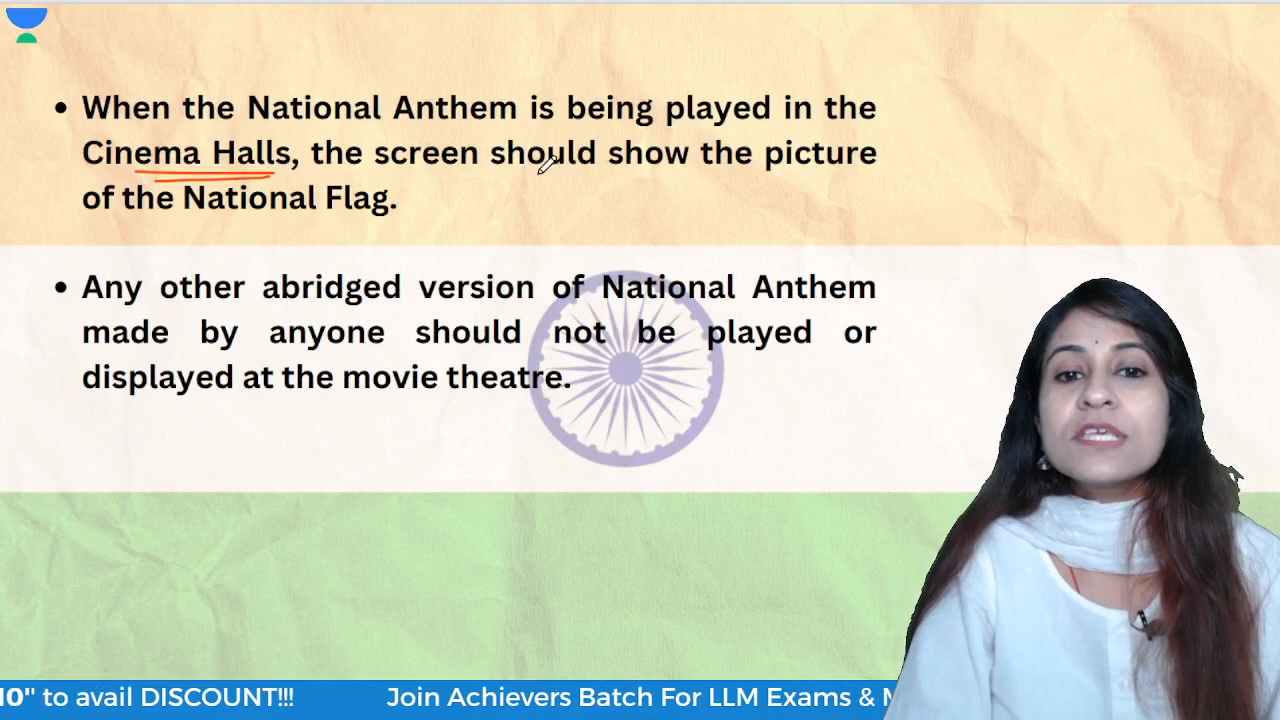 • When the National Anthem is being played in the
Cinema Halls, the screen should show the picture
of the National Flag.
• Any other abridged version of National Anthem
made by anyone should not be played or
displayed at the movie theatre.
10" to avail DISCOUNT!!! Join Achievers Batch For LLM Exams &